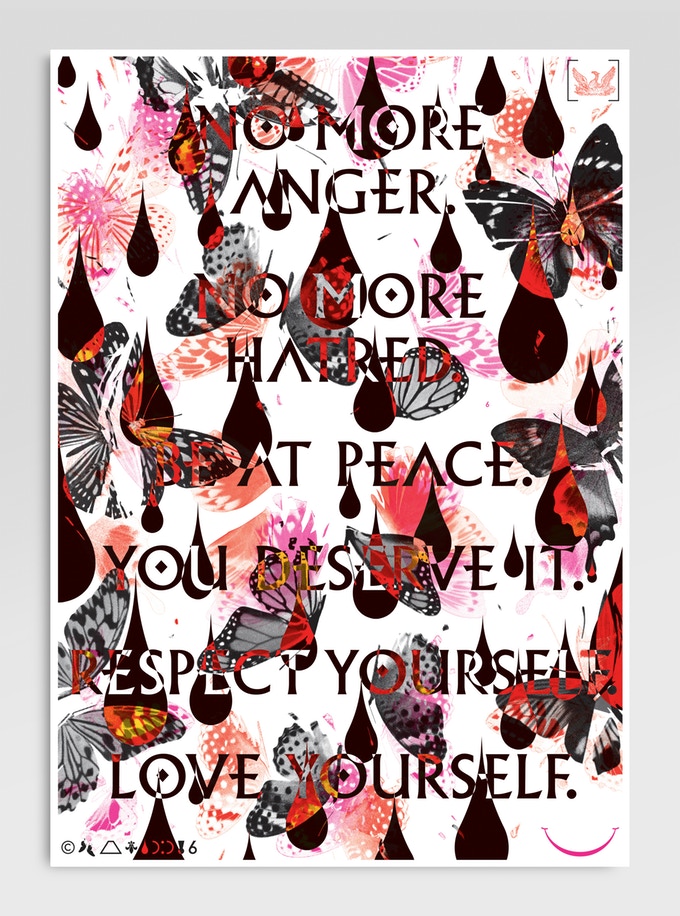 NO MORE
ANGER.
NO MORE
HATRED.
BE AT PEACE.
YOU DESERVE IT.
RESPECT YOURSELF.
LOVE YOURSELF.